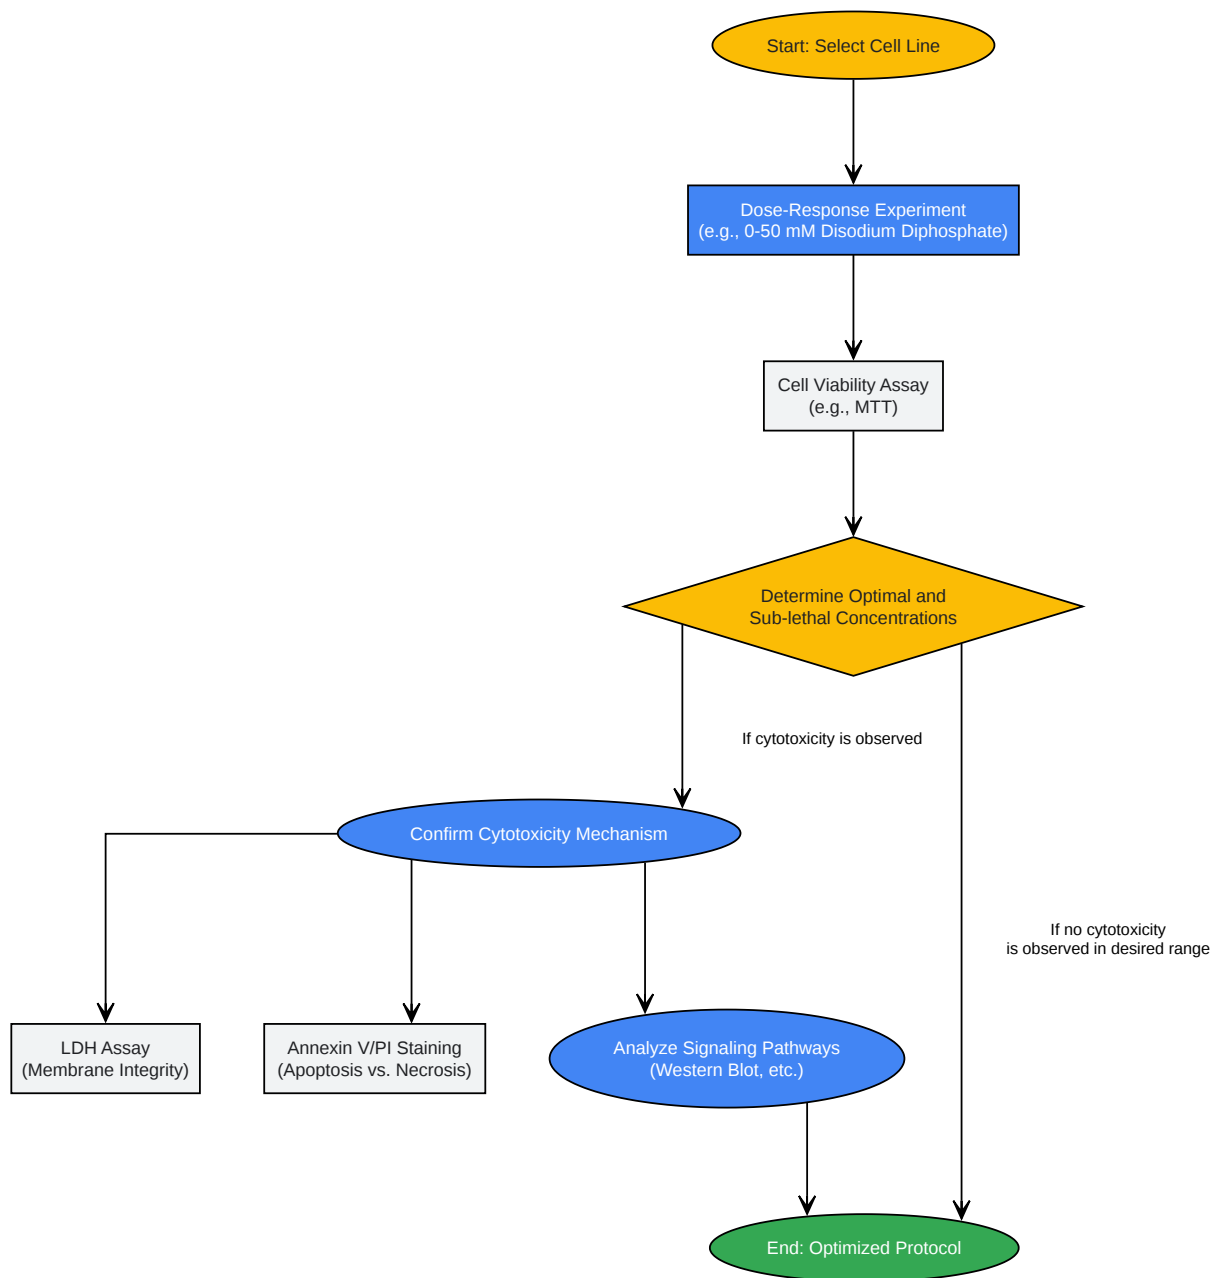 Start: Select Cell Line
Dose-Response Experiment
(e.g., 0-50 mM Disodium Diphosphate)
Cell Viability Assay
(e.g., MTT)
Determine Optimal and
Sub-lethal Concentrations
If cytotoxicity is observed
Confirm Cytotoxicity Mechanism
If no cytotoxicity
is observed in desired range
LDH Assay
(Membrane Integrity)
Annexin V/PI Staining
(Apoptosis vs. Necrosis)
Analyze Signaling Pathways
(Western Blot, etc.)
End: Optimized Protocol